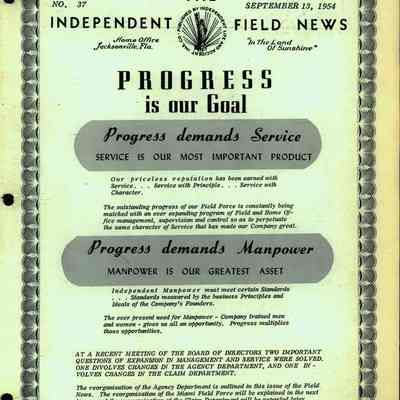 THE
NO. 37
SEPTEMBER 13, 1954
INDEPENDENT FIELD NEWS
Home Office
Jacksonville, Fla.
"In The Land
Of Sunshine"
PROGRESS
is our Goal
Progress demands Service
SERVICE IS OUR MOST IMPORTANT PRODUCT
Our priceless reputation has been earned with
Service. . . Service with Principle. . . Service with
Character.
The outstanding progress of our Field Force is constantly being
matched with an ever expanding program of Field and Home Of-
fice management, supervision and control so as to perpetuate
the same character of Service that has made our Company great.
Progress demands Manpower
MANPOWER IS OUR GREATEST ASSET
Independent Manpower must meet certain Standards
. . . Standards measured by the business Principles and
Ideals of the Company's Founders.
The ever present need for Manpower - Company trained men
and women - gives us all an opportunity. Progress multiplies
those opportunities.
AT A RECENT MEETING OF THE BOARD OF DIRECTORS TWO IMPORTANT
QUESTIONS OF EXPANSION IN MANAGEMENT AND SERVICE WERE SOLVED.
ONE INVOLVES CHANGES IN THE AGENCY DEPARTMENT, AND ONE IN-
VOLVES CHANGES IN THE CLAIM DEPARTMENT.
The reorganization of the Agency Department is outlined in this issue of the Field
News. The reorganization of the Miami Field Force will be explained in the next